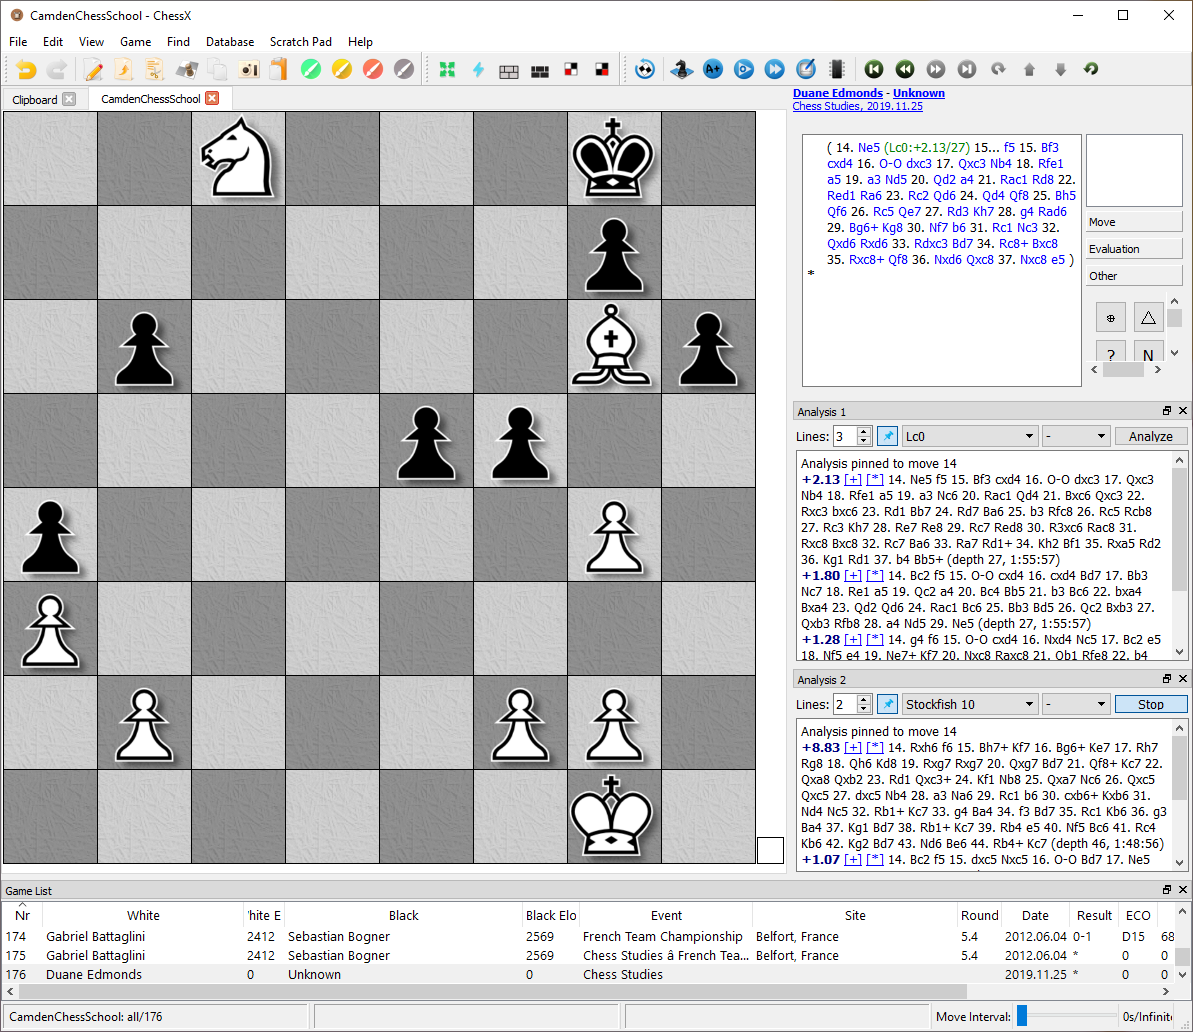 CamdenChessSchool - ChessX
File Edit View Game Find Database Scratch Pad Help
A+
Clipboard CamdenChessSchool
Duane Edmonds - Unknown
Chess Studies, 2019.11.25
( 14. Ne5 (Lc0:+2.13/27) 15... f5 15. Bf3
cxd4 16. O-O dxc3 17. Qxc3 Nb4 18. Rfe1
a5 19. a3 Nd5 20. Qd2 a4 21. Rac1 Rd8 22.
Red1 Ra6 23. Rc2 Qd6 24. Qd4 Qf8 25. Bh5
Qf6 26. Rc5 Qe7 27. Rd3 Kh7 28. g4 Rad6
29. Bg6+ Kg8 30. Nf7 b6 31. Rc1 Nc3 32.
Qxd6 Rxd6 33. Rdxc3 Bd7 34. Rc8+ Bxc8
35. Rxc8+ Qf8 36. Nxd6 Qxc8 37. Nxc8 e5 )
*
Move
Evaluation
Other
? N
Analysis 1
Lines: 3 Lc0 - Analyze
Analysis pinned to move 14
+2.13 [+] [*] 14. Ne5 f5 15. Bf3 cxd4 16. O-O dxc3 17. Qxc3
Nb4 18. Rfe1 a5 19. a3 Nc6 20. Rac1 Qd4 21. Bxc6 Qxc3 22.
Rxc3 bxc6 23. Rd1 Bb7 24. Rd7 Ba6 25. b3 Rfc8 26. Rc5 Rcb8
27. Rc3 Kh7 28. Re7 Re8 29. Rc7 Red8 30. R3xc6 Rac8 31.
Rxc8 Bxc8 32. Rc7 Ba6 33. Ra7 Rd1+ 34. Kh2 Bf1 35. Rxa5 Rd2
36. Kg1 Rd1 37. b4 Bb5+ (depth 27, 1:55:57)
+1.80 [+] [*] 14. Bc2 f5 15. O-O cxd4 16. cxd4 Bd7 17. Bb3
Nc7 18. Re1 a5 19. Qc2 a4 20. Bc4 Bb5 21. b3 Bc6 22. bxa4
Bxa4 23. Qd2 Qd6 24. Rac1 Bc6 25. Bb3 Bd5 26. Qc2 Bxb3 27.
Qxb3 Rfb8 28. a4 Nd5 29. Ne5 (depth 27, 1:55:57)
+1.28 [+] [*] 14. g4 f6 15. O-O cxd4 16. Nxd4 Nc5 17. Bc2 e5
18. Nf5 e4 19. Ne7+ Kf7 20. Nxc8 Raxc8 21. Qb1 Rfe8 22. b4
Analysis 2
Lines: 2 Stockfish 10 - Stop
Analysis pinned to move 14
+8.83 [+] [*] 14. Rxh6 f6 15. Bh7+ Kf7 16. Bg6+ Ke7 17. Rh7
Rg8 18. Qh6 Kd8 19. Rxg7 Rxg7 20. Qxg7 Bd7 21. Qf8+ Kc7 22.
Qxa8 Qxb2 23. Rd1 Qxc3+ 24. Kf1 Nb8 25. Qxa7 Nc6 26. Qxc5
Qxc5 27. dxc5 Nb4 28. a3 Na6 29. Rc1 b6 30. cxb6+ Kxb6 31.
Nd4 Nc5 32. Rb1+ Kc7 33. g4 Ba4 34. f3 Bd7 35. Rc1 Kb6 36. g3
Ba4 37. Kg1 Bd7 38. Rb1+ Kc7 39. Rb4 e5 40. Nf5 Bc6 41. Rc4
Kb6 42. Kg2 Bd7 43. Nd6 Be6 44. Rb4+ Kc7 (depth 46, 1:48:56)
+1.07 [+] [*] 14. Bc2 f5 15. dxc5 Nxc5 16. O-O Bd7 17. Ne5
Game List
Nr White hite E Black Black Elo Event Site Round Date Result ECO
174 Gabriel Battaglini 2412 Sebastian Bogner 2569 French Team Championship Belfort, France 5.4 2012.06.04 0-1 D15 68
175 Gabriel Battaglini 2412 Sebastian Bogner 2569 Chess Studies â French Tea... Belfort, France 5.4 2012.06.04 * 0 0
176 Duane Edmonds 0 Unknown 0 Chess Studies 2019.11.25 * 0 0
CamdenChessSchool: all/176 Move Interval: 0s/Infinite